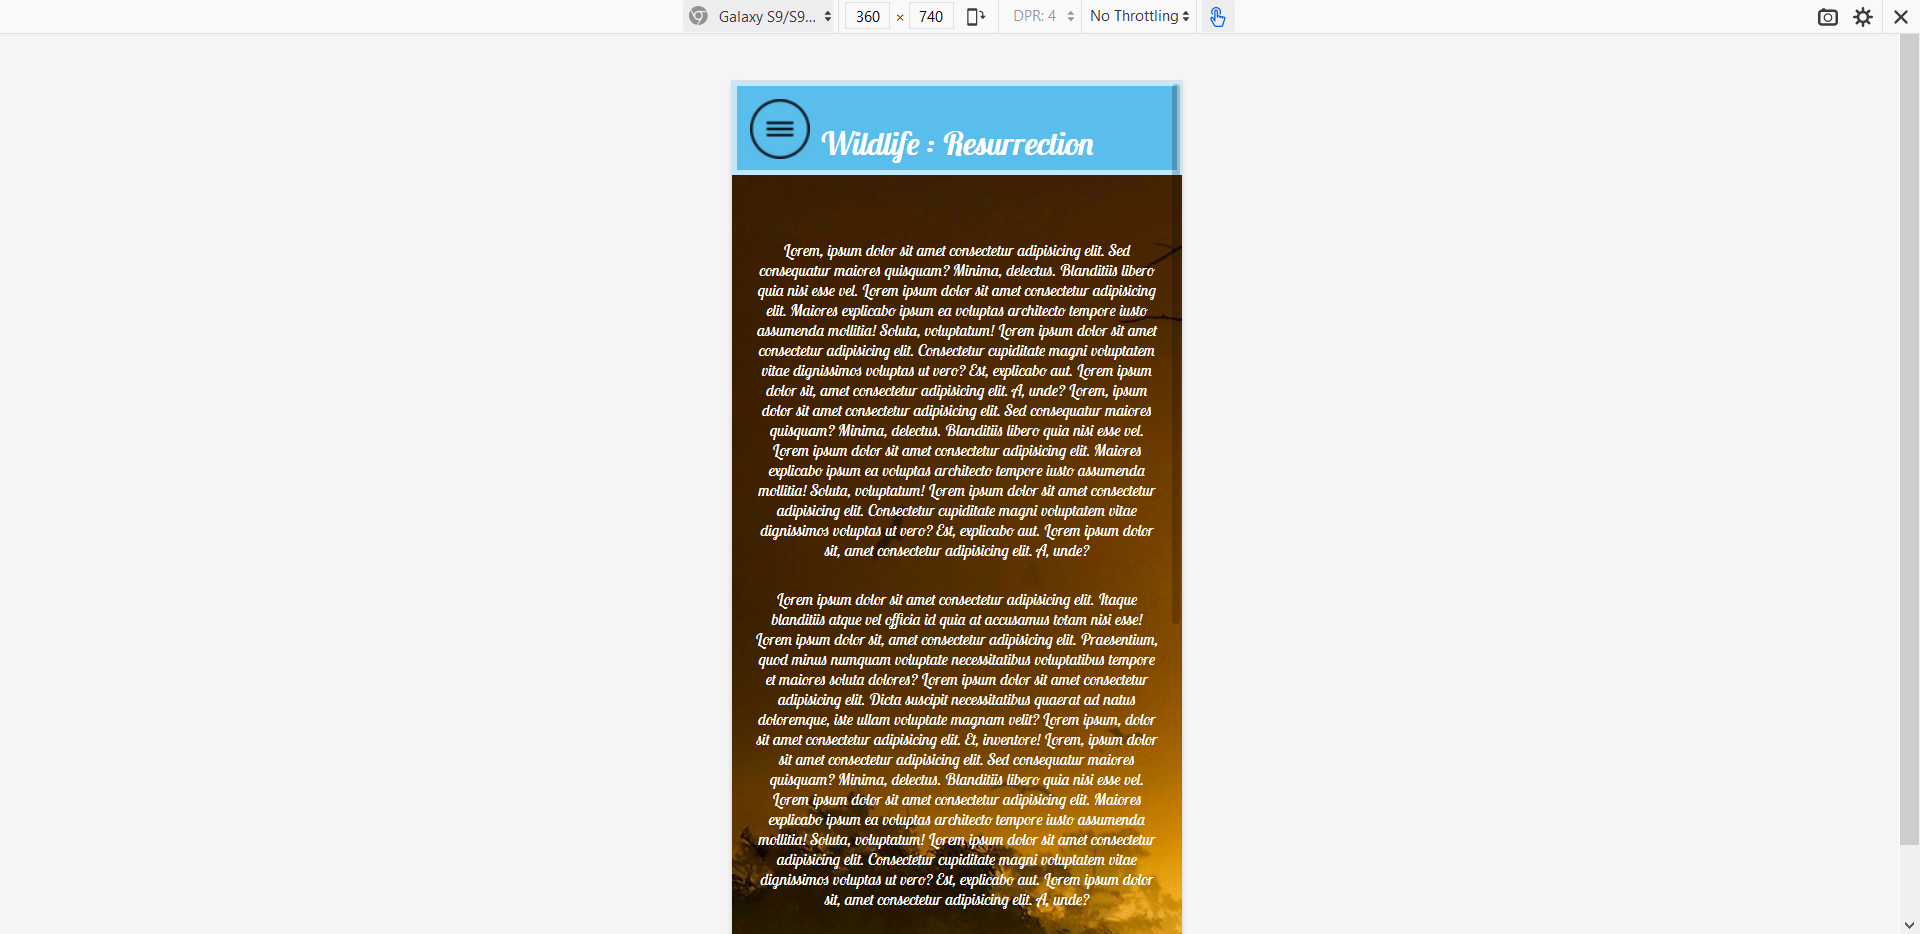 Galaxy S9/S9... 360 × 740 DPR: 4 No Throttling
Wildlife : Resurrection
Lorem, ipsum dolor sit amet consectetur adipisicing elit. Sed
consequatur maiores quisquam? Minima, delectus. Blanditiis libero
quia nisi esse vel. Lorem ipsum dolor sit amet consectetur adipisicing
elit. Maiores explicabo ipsum ea voluptas architecto tempore iusto
assumenda mollitia! Soluta, voluptatum! Lorem ipsum dolor sit amet
consectetur adipisicing elit. Consectetur cupiditate magni voluptatem
vitae dignissimos voluptas ut vero? Est, explicabo aut. Lorem ipsum
dolor sit, amet consectetur adipisicing elit. A, unde? Lorem, ipsum
dolor sit amet consectetur adipisicing elit. Sed consequatur maiores
quisquam? Minima, delectus. Blanditiis libero quia nisi esse vel.
Lorem ipsum dolor sit amet consectetur adipisicing elit. Maiores
explicabo ipsum ea voluptas architecto tempore iusto assumenda
mollitia! Soluta, voluptatum! Lorem ipsum dolor sit amet consectetur
adipisicing elit. Consectetur cupiditate magni voluptatem vitae
dignissimos voluptas ut vero? Est, explicabo aut. Lorem ipsum dolor
sit, amet consectetur adipisicing elit. A, unde?
Lorem ipsum dolor sit amet consectetur adipisicing elit. Itaque
blanditiis atque vel officia id quia at accusamus totam nisi esse!
Lorem ipsum dolor sit, amet consectetur adipisicing elit. Praesentium,
quod minus numquam voluptate necessitatibus voluptatibus tempore
et maiores soluta dolores? Lorem ipsum dolor sit amet consectetur
adipisicing elit. Dicta suscipit necessitatibus quaerat ad natus
doloremque, iste ullam voluptate magnam velit? Lorem ipsum, dolor
sit amet consectetur adipisicing elit. Et, inventore! Lorem, ipsum dolor
sit amet consectetur adipisicing elit. Sed consequatur maiores
quisquam? Minima, delectus. Blanditiis libero quia nisi esse vel.
Lorem ipsum dolor sit amet consectetur adipisicing elit. Maiores
explicabo ipsum ea voluptas architecto tempore iusto assumenda
mollitia! Soluta, voluptatum! Lorem ipsum dolor sit amet consectetur
adipisicing elit. Consectetur cupiditate magni voluptatem vitae
dignissimos voluptas ut vero? Est, explicabo aut. Lorem ipsum dolor
sit, amet consectetur adipisicing elit. A, unde?